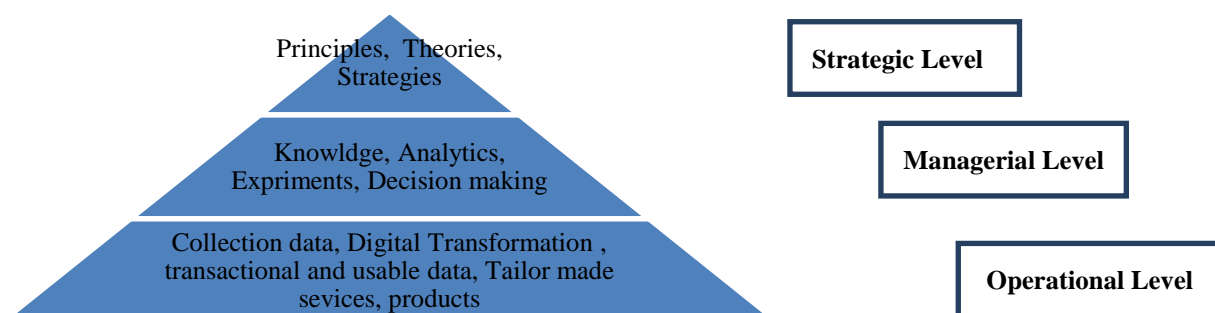 Principles,  Theories,
Strategies
Strategic Level
Knowldge, Analytics,
Expriments, Decision making
Managerial Level
Collection data, Digital Transformation ,
transactional and usable data, Tailor made
sevices, products
Operational Level